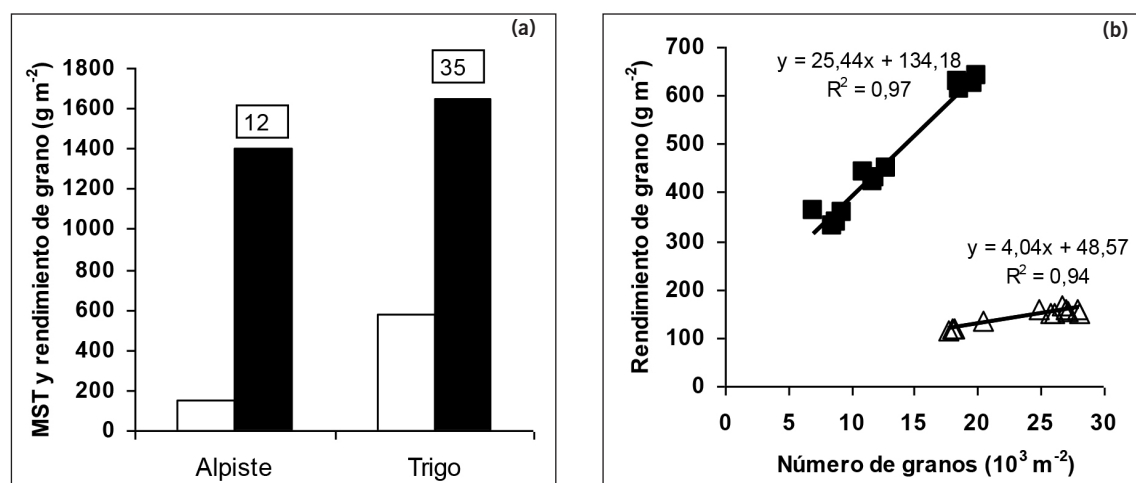 (a)
MST y rendimiento de grano (g m⁻²)
1800
1600
1400
1200
1000
800
600
400
200
0
12
35
Alpiste
Trigo
(b)
Rendimiento de grano (g m⁻²)
700
600
500
400
300
200
100
0
y = 25,44x + 134,18
R² = 0,97
y = 4,04x + 48,57
R² = 0,94
0 5 10 15 20 25 30
Número de granos (10³ m⁻²)